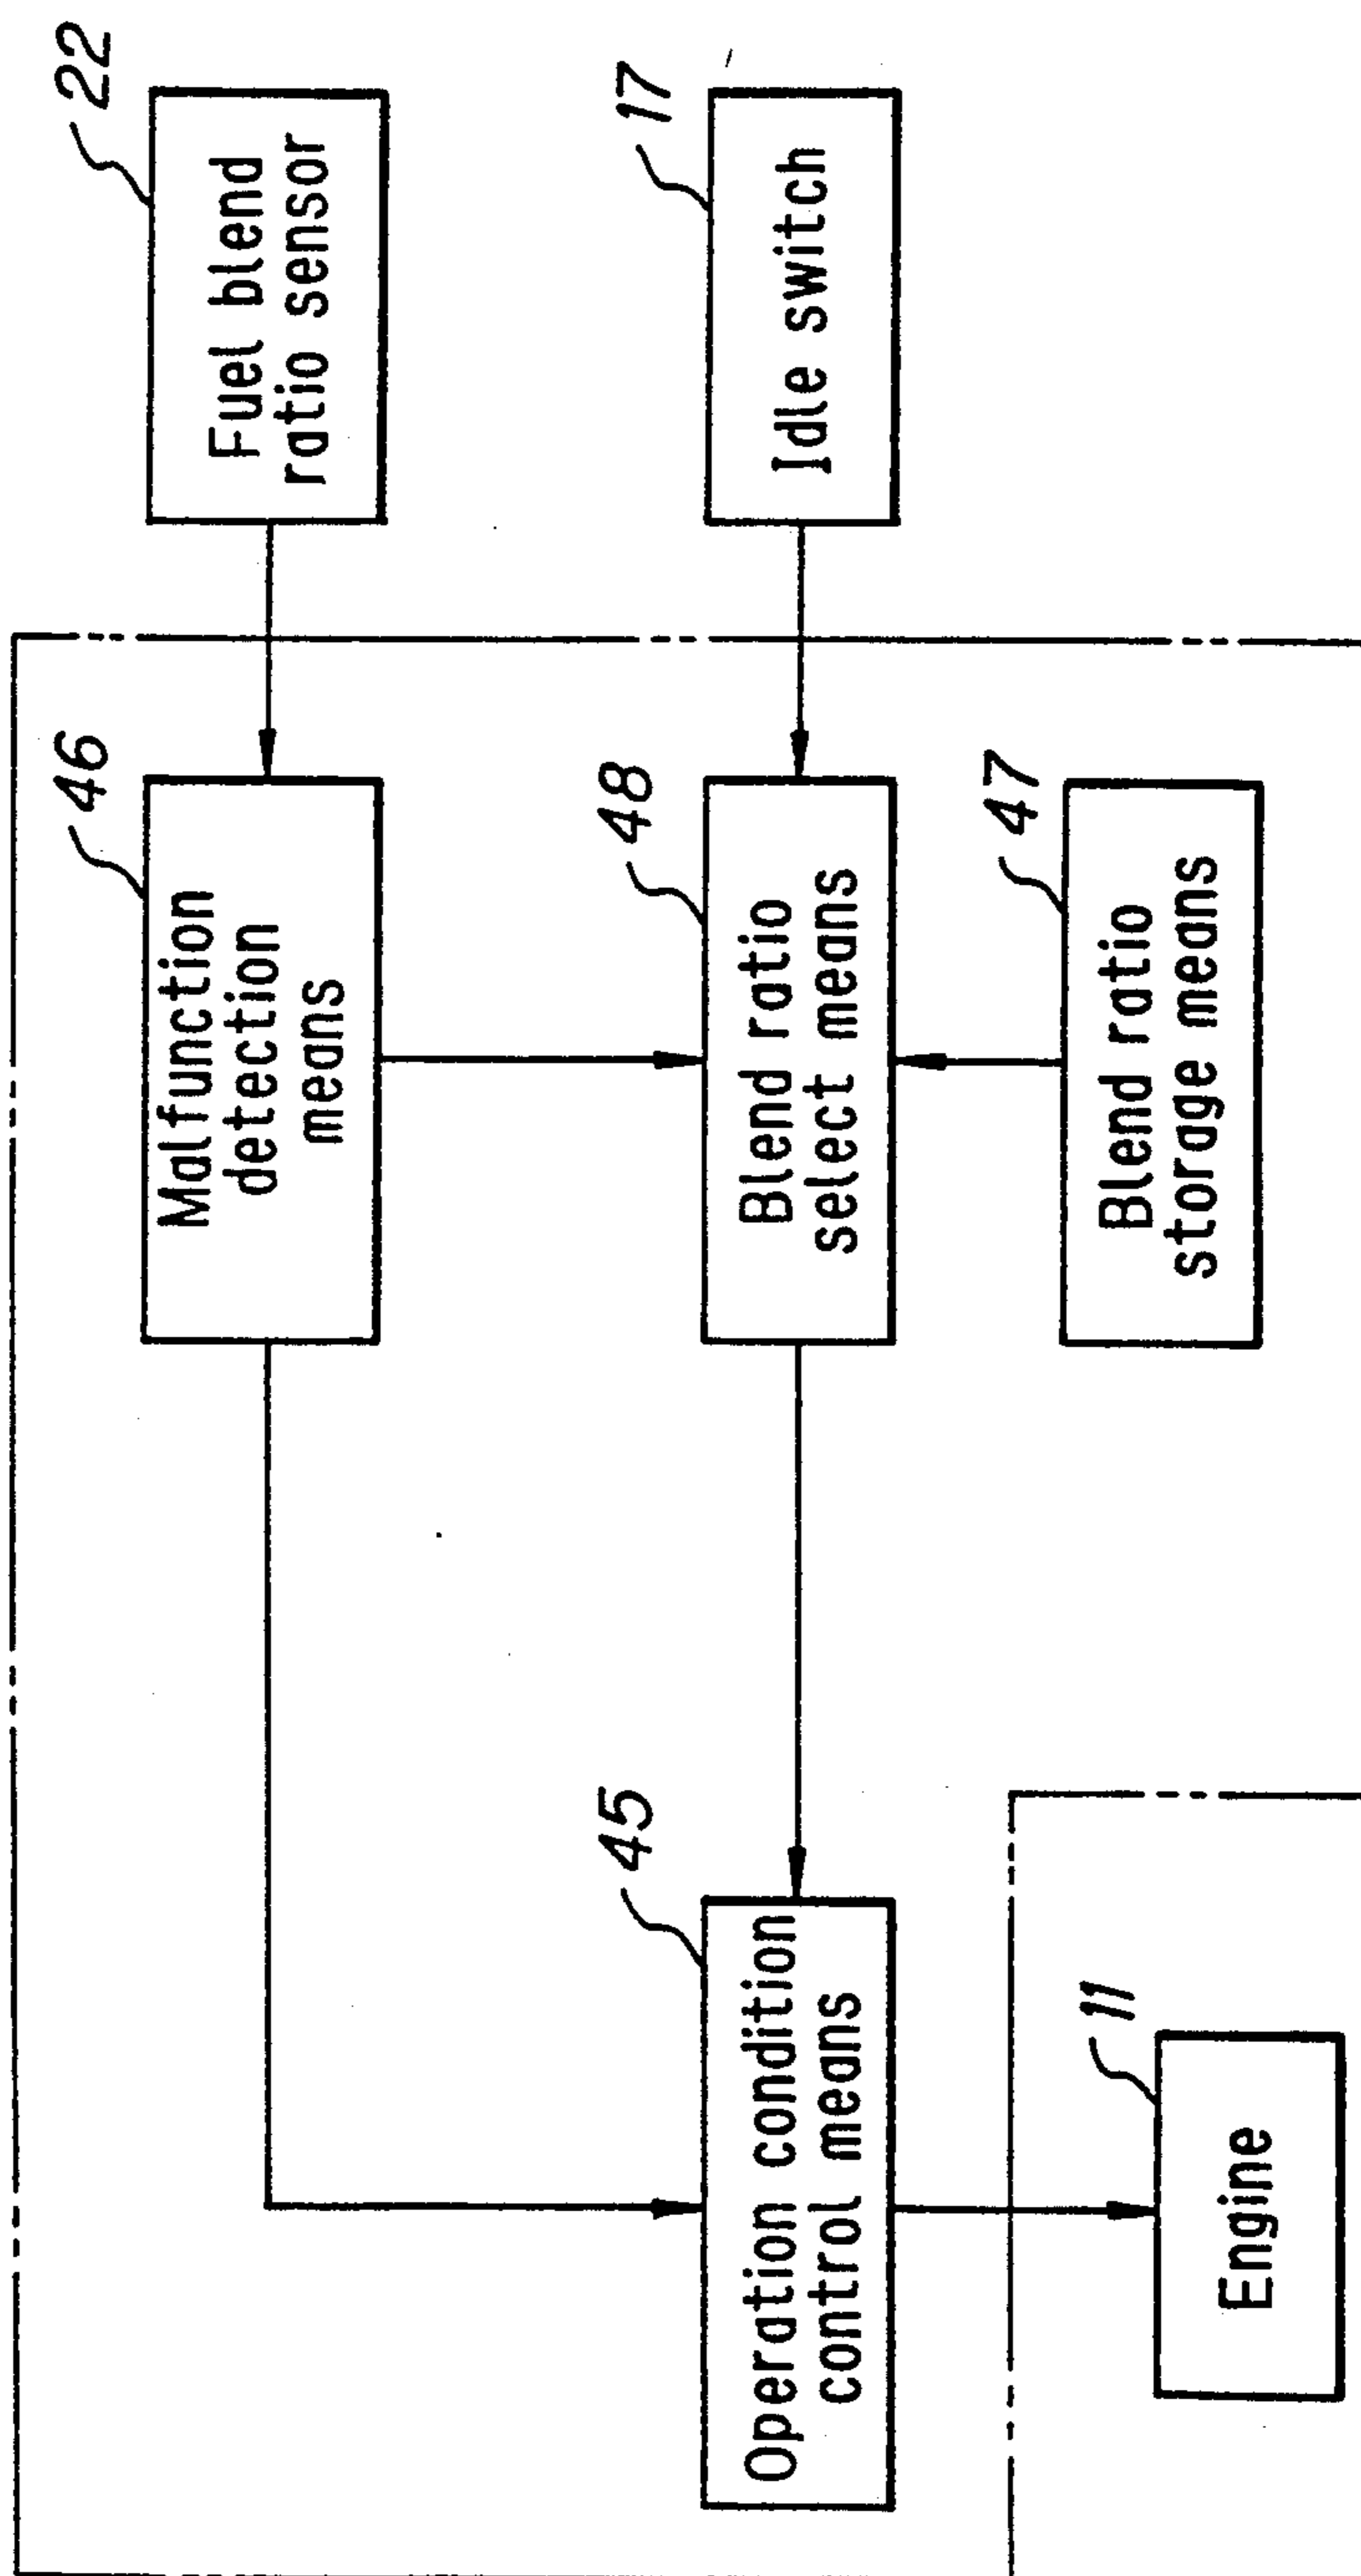 22
Fuel blend
ratio sensor
17
Idle switch
46
Malfunction
detection
means
48
Blend ratio
select means
47
Blend ratio
storage means
45
Operation condition
control means
11
Engine